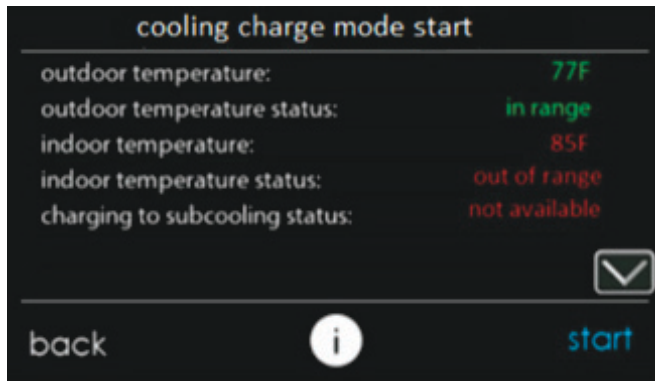 cooling charge mode start
outdoor temperature: 77F
outdoor temperature status: in range
indoor temperature: 85F
indoor temperature status: out of range
charging to subcooling status: not available
back i start